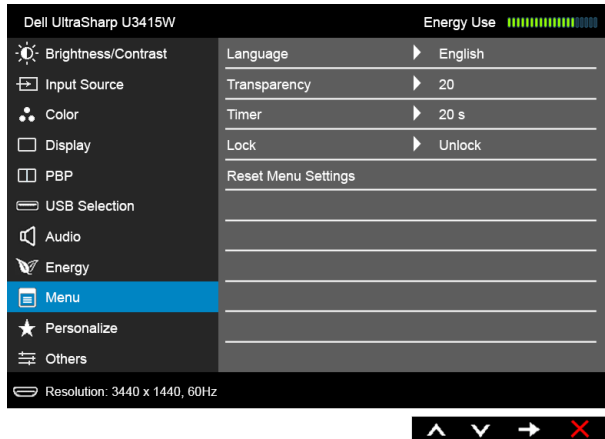 Dell UltraSharp U3415W Energy Use
Brightness/Contrast Language English
Input Source Transparency 20
Color Timer 20 s
Display Lock Unlock
PBP Reset Menu Settings
USB Selection
Audio
Energy
Menu
Personalize
Others
Resolution: 3440 x 1440, 60Hz